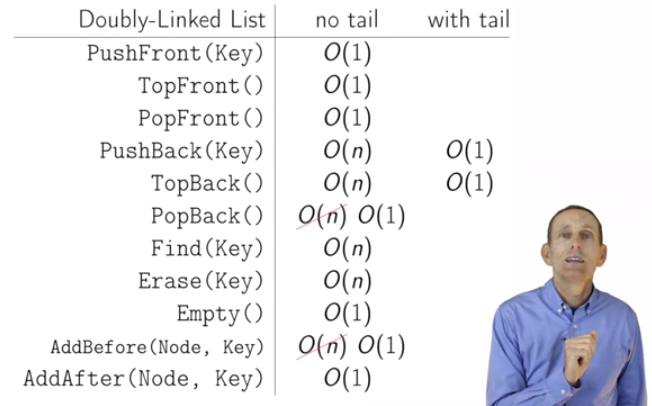 Doubly-Linked List no tail with tail
PushFront(Key) O(1)
TopFront() O(1)
PopFront() O(1)
PushBack(Key) O(n) O(1)
TopBack() O(n) O(1)
PopBack() O(n) O(1)
Find(Key) O(n)
Erase(Key) O(n)
Empty() O(1)
AddBefore(Node, Key) O(n) O(1)
AddAfter(Node, Key) O(1)